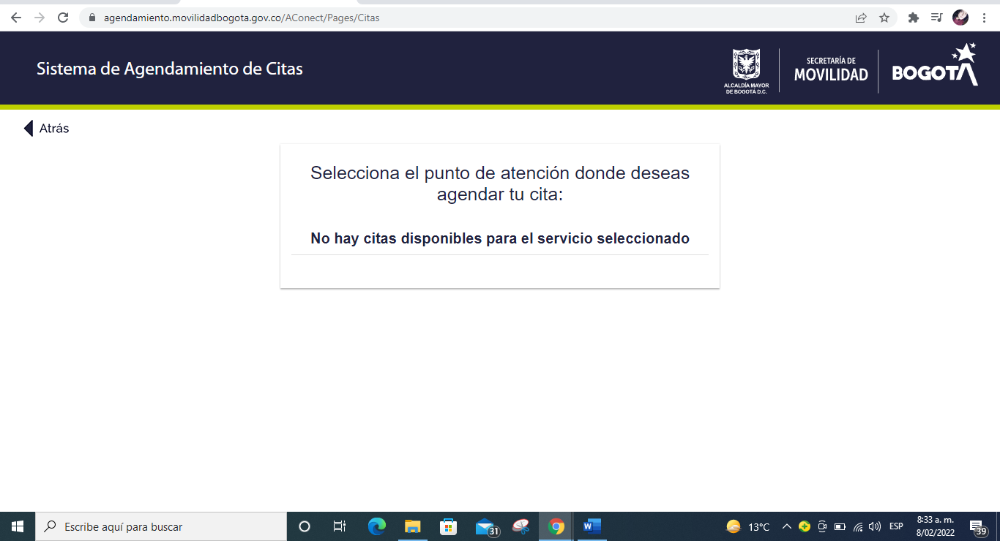 agendamiento.movilidadbogota.gov.co/AConect/Pages/Citas
Sistema de Agendamiento de Citas
ALCALDÍA MAYOR
DE BOGOTÁ D.C.
SECRETARÍA DE
MOVILIDAD
BOGOTÁ
Atrás
Selecciona el punto de atención donde deseas
agendar tu cita:
No hay citas disponibles para el servicio seleccionado
Escribe aquí para buscar
31
W
13°C
ESP
8:33 a. m.
8/02/2022
39